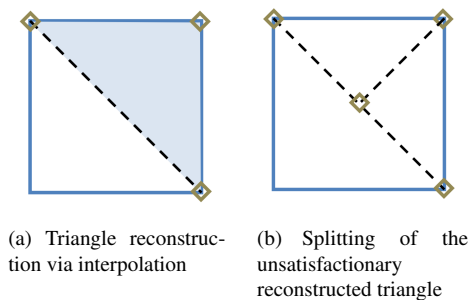 (a) Triangle reconstruc-
tion via interpolation
(b) Splitting of the
unsatisfactionary
reconstructed triangle